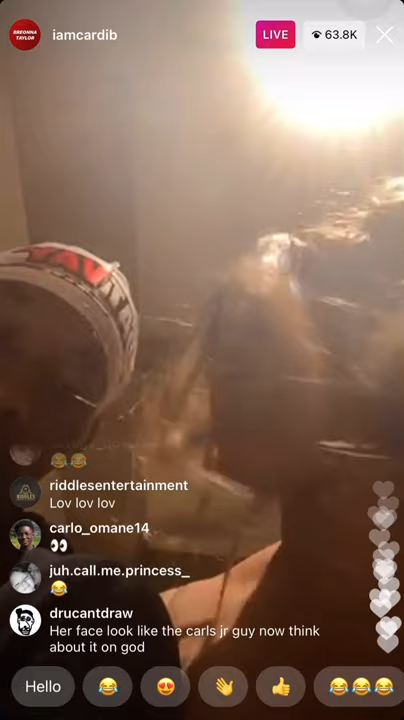 BREONNA
TAYLOR
iamcardib
LIVE
63.8K
😂😂
riddlesentertainment
Lov lov lov
carlo_omane14
👀
juh.call.me.princess_
😂
drucantdraw
Her face look like the carls jr guy now think
about it on god
Hello 😂 😍 👋 👍 😂😂😂